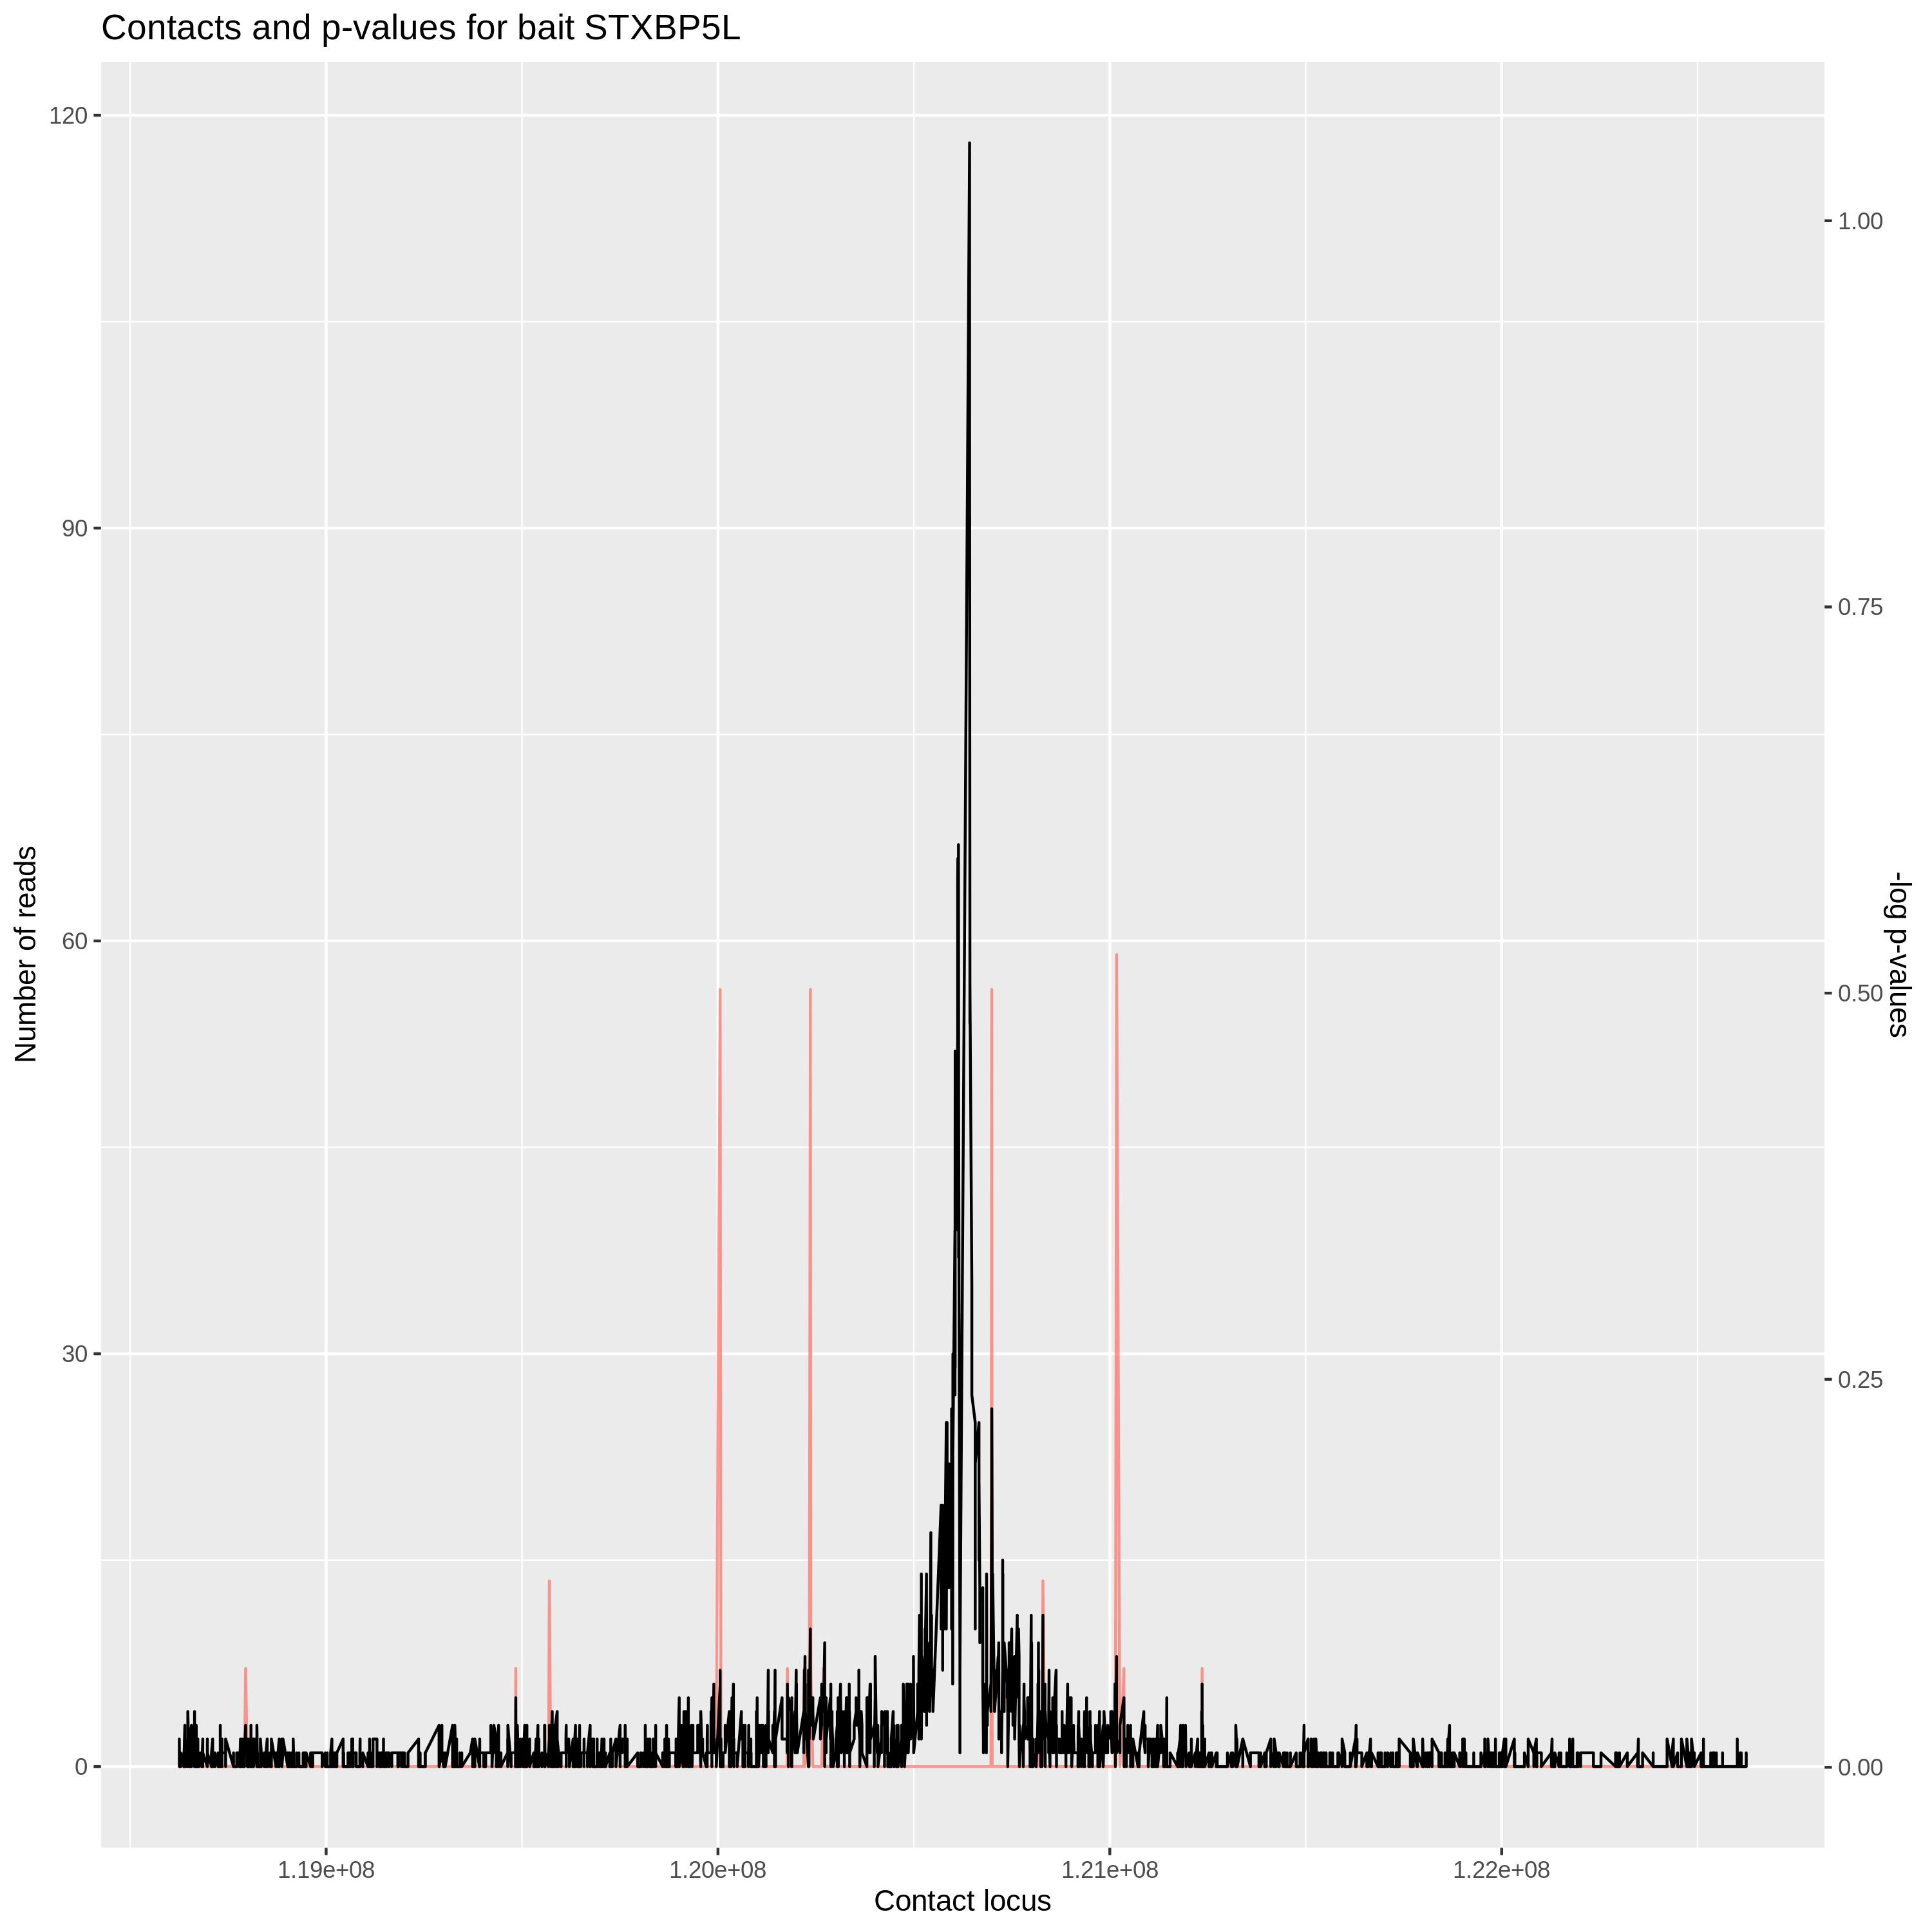 Contacts and p-values for bait STXBP5L
120
90
60
30
0
Number of reads
1.00
0.75
0.50
0.25
0.00
-log p-values
1.19e+08
1.20e+08
1.21e+08
1.22e+08
Contact locus